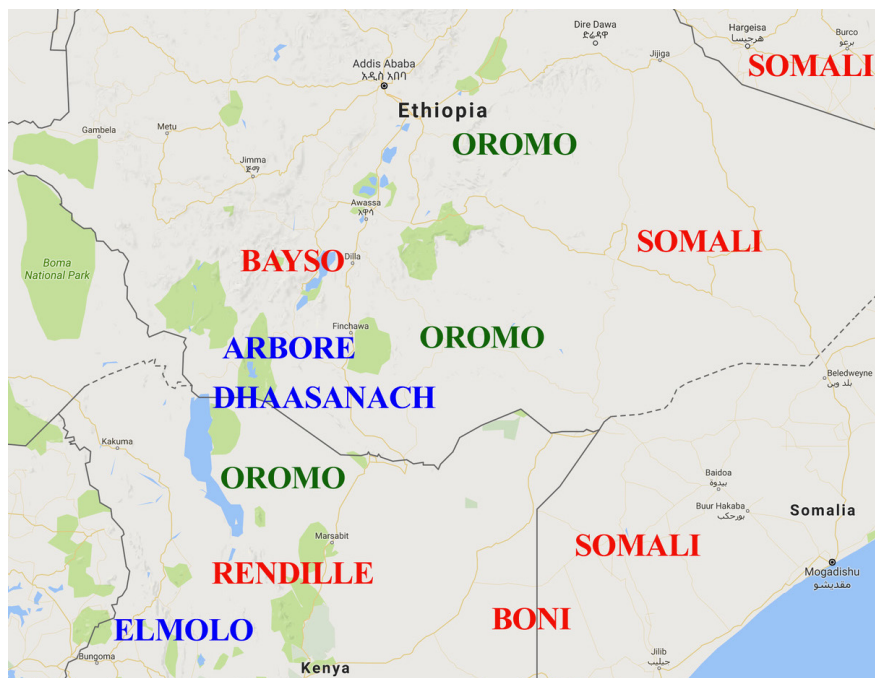 Dire Dawa
ድሬዳዋ
Hargeisa
هرجيسا
Burco
برعو
Addis Ababa
አዲስ አበባ
Jijiga
SOMALI
Ethiopia
Gambela
Metu
OROMO
Jimma
ጅማ
Awassa
አዋሳ
SOMALI
Boma
National Park
BAYSO
Dilla
Finchawa
ARBORE
OROMO
Beledweyne
بلد وين
DHAASANACH
Kakuma
OROMO
Baidoa
بيدوة
Buur Hakaba
بورحكب
Somalia
Marsabit
SOMALI
RENDILLE
Mogadishu
مقديشو
BONI
ELMOLO
Bungoma
Kenya
Jilib
جيليب